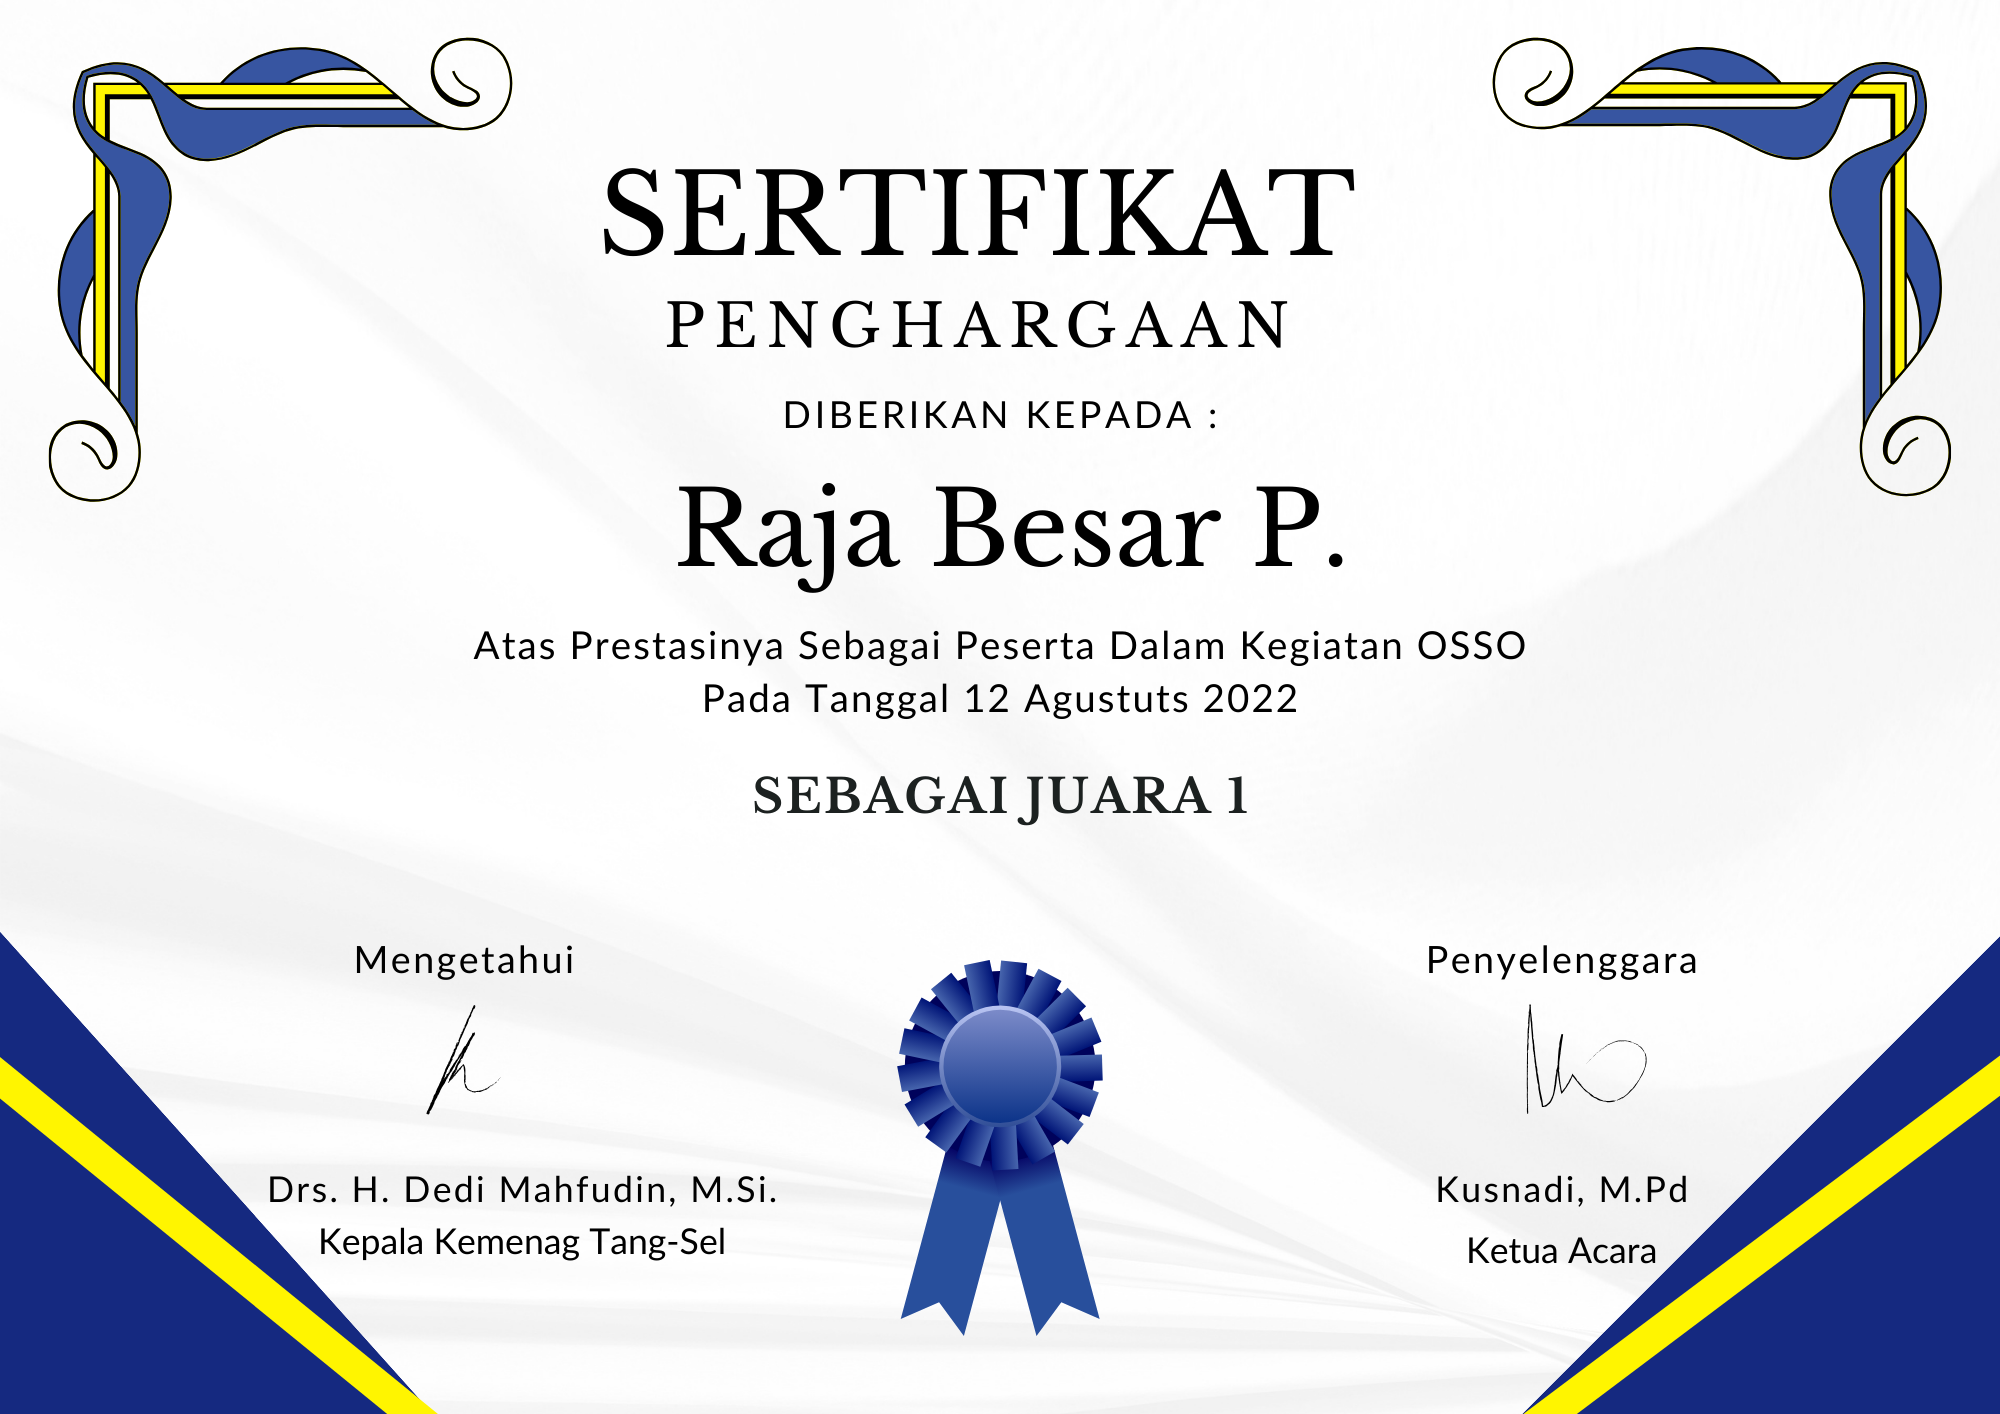 SERTIFIKAT
PENGHARGAAN
DIBERIKAN KEPADA :
Raja Besar P.
Atas Prestasinya Sebagai Peserta Dalam Kegiatan OSSO
Pada Tanggal 12 Agustuts 2022
SEBAGAI JUARA 1
Mengetahui
Drs. H. Dedi Mahfudin, M.Si.
Kepala Kemenag Tang-Sel
Penyelenggara
Kusnadi, M.Pd
Ketua Acara